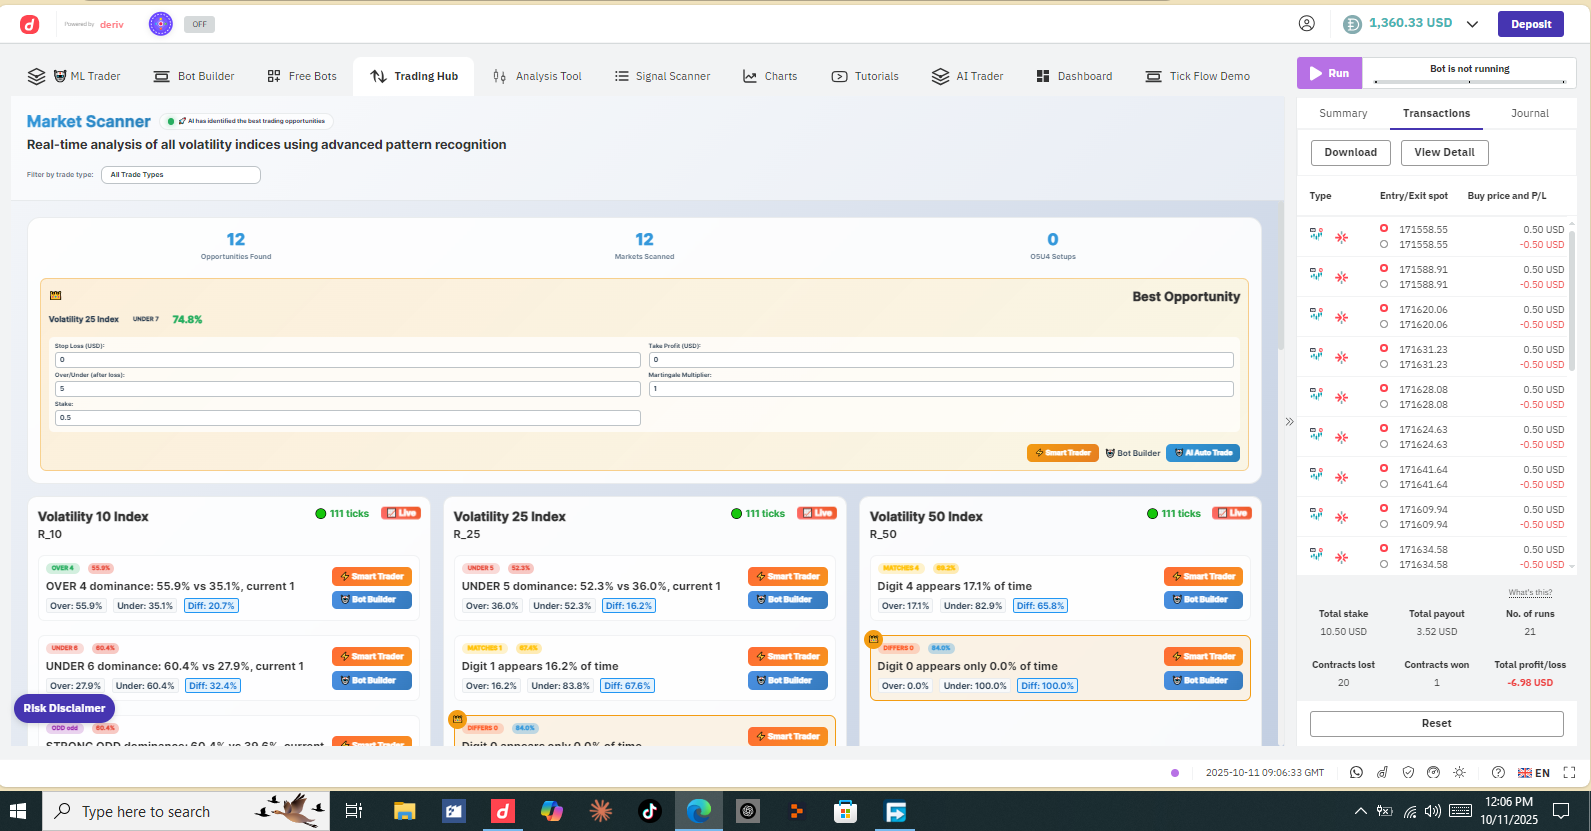 Powered by deriv
OFF
1,360.33 USD
Deposit
ML Trader
Bot Builder
Free Bots
Trading Hub
Analysis Tool
Signal Scanner
Charts
Tutorials
AI Trader
Dashboard
Tick Flow Demo
Run
Bot is not running
Market Scanner
AI has identified the best trading opportunities
Real-time analysis of all volatility indices using advanced pattern recognition
Filter by trade type:
All Trade Types
12
Opportunities Found
12
Markets Scanned
0
O5U4 Setups
Best Opportunity
Volatility 25 Index UNDER 7 74.8%
Stop Loss (USD):
0
Take Profit (USD):
0
Over/Under (after loss):
5
Martingale Multiplier:
1
Stake:
0.5
Smart Trader
Bot Builder
AI Auto Trade
Volatility 10 Index
R_10
111 ticks
Live
OVER 4 55.9%
OVER 4 dominance: 55.9% vs 35.1%, current 1
Over: 55.9% Under: 35.1% Diff: 20.7%
Smart Trader
Bot Builder
UNDER 6 60.4%
UNDER 6 dominance: 60.4% vs 27.9%, current 1
Over: 27.9% Under: 60.4% Diff: 32.4%
Smart Trader
Bot Builder
ODD odd 60.4%
STRONG ODD dominance: 60.4% vs 39.6%, current
Smart Trader
Volatility 25 Index
R_25
111 ticks
Live
UNDER 5 52.3%
UNDER 5 dominance: 52.3% vs 36.0%, current 1
Over: 36.0% Under: 52.3% Diff: 16.2%
Smart Trader
Bot Builder
MATCHES 1 67.4%
Digit 1 appears 16.2% of time
Over: 16.2% Under: 83.8% Diff: 67.6%
Smart Trader
Bot Builder
DIFFERS 0 84.0%
Digit 0 appears only 0.0% of time
Smart Trader
Volatility 50 Index
R_50
111 ticks
Live
MATCHES 4
Digit 4 appears 17.1% of time
Over: 17.1% Under: 82.9% Diff: 65.8%
Smart Trader
Bot Builder
DIFFERS 0 84.0%
Digit 0 appears only 0.0% of time
Over: 0.0% Under: 100.0% Diff: 100.0%
Smart Trader
Bot Builder
Risk Disclaimer
Summary
Transactions
Journal
Download
View Detail
Type Entry/Exit spot Buy price and P/L
171558.55 0.50 USD
171558.55 -0.50 USD
171588.91 0.50 USD
171588.91 -0.50 USD
171620.06 0.50 USD
171620.06 -0.50 USD
171631.23 0.50 USD
171631.23 -0.50 USD
171628.08 0.50 USD
171628.08 -0.50 USD
171624.63 0.50 USD
171624.63 -0.50 USD
171641.64 0.50 USD
171641.64 -0.50 USD
171609.94 0.50 USD
171609.94 -0.50 USD
171634.58 0.50 USD
171634.58 -0.50 USD
What's this?
Total stake Total payout No. of runs
10.50 USD 3.52 USD 21
Contracts lost Contracts won Total profit/loss
20 1 -6.98 USD
Reset
2025-10-11 09:06:33 GMT
EN
Type here to search
12:06 PM
10/11/2025